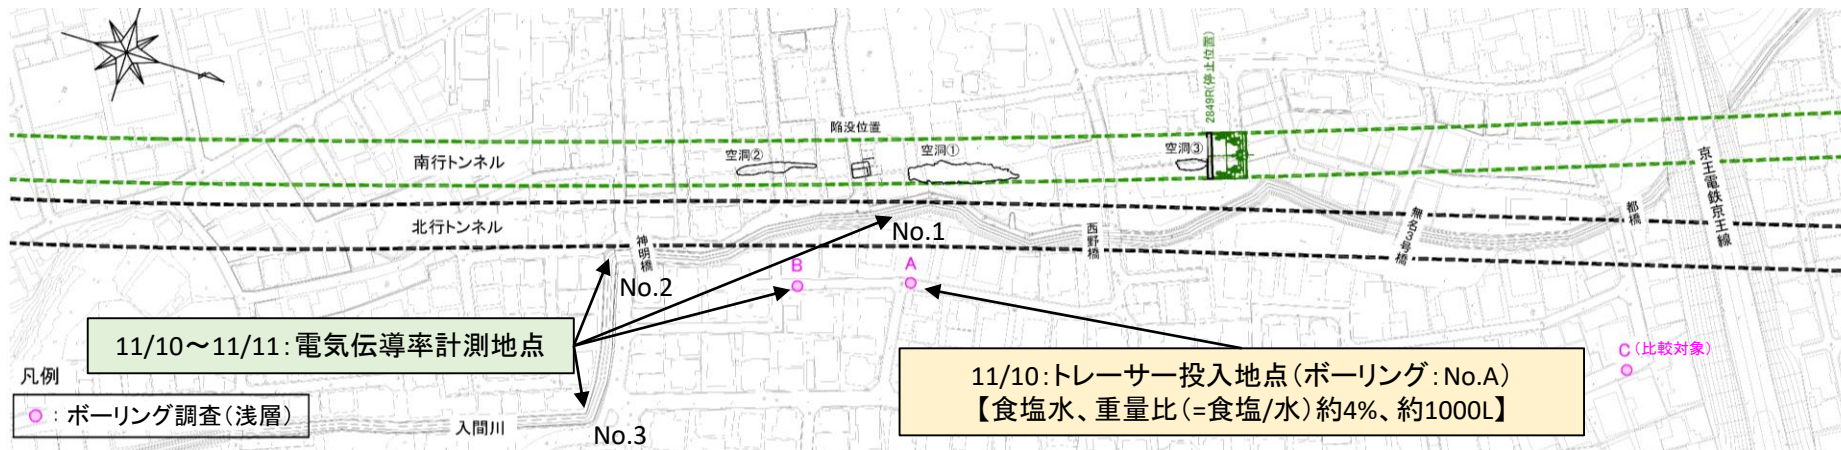 2849R(停止位置)
陥没位置
南行トンネル
空洞②
空洞①
空洞③
京王電鉄京王線
北行トンネル
神明橋
No.1
西野橋
無名3号橋
都橋
B
A
No.2
11/10～11/11：電気伝導率計測地点
C（比較対象）
11/10：トレーサー投入地点（ボーリング：No.A）
【食塩水、重量比（=食塩/水）約4%、約1000L】
凡例
：ボーリング調査（浅層）
入間川
No.3